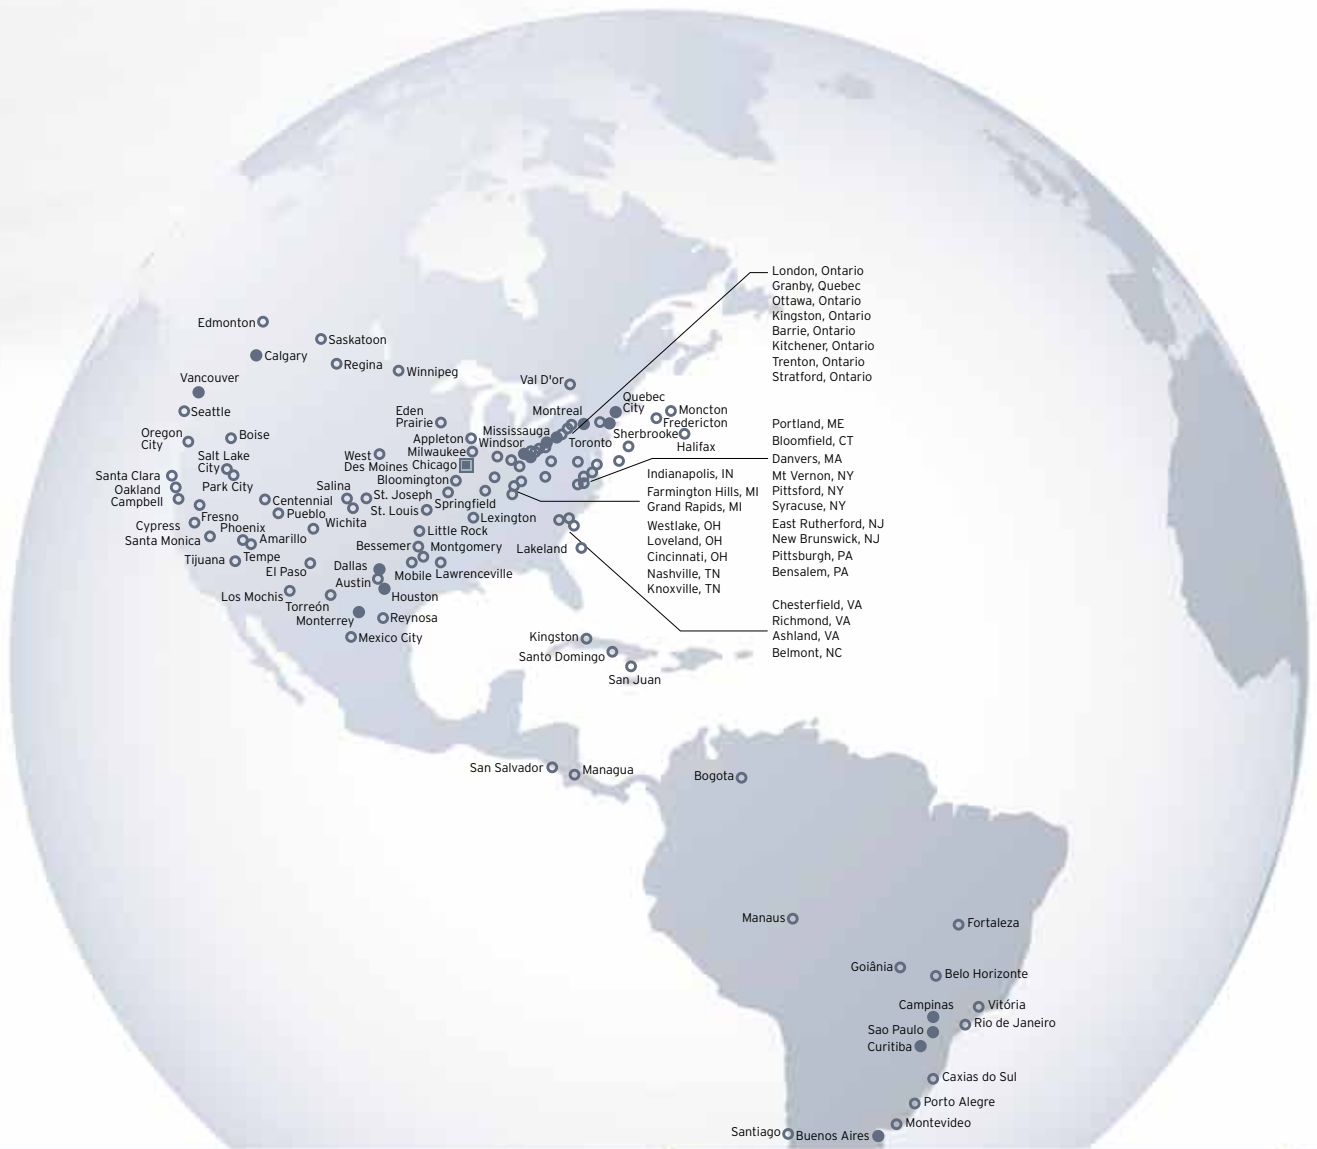 Edmonton
Saskatoon
Calgary
Regina
Winnipeg
Vancouver
Seattle
Oregon
City
Boise
Salt Lake
City
Santa Clara
Oakland
Campbell
Park City
Fresno
Cypress
Santa Monica
Phoenix
Tijuana
Tempe
Centennial
Pueblo
Amarillo
El Paso
Los Mochis
Torreón
Monterrey
Mexico City
Reynosa
Houston
Austin
Dallas
Wichita
Salina
St. Joseph
St. Louis
West
Des Moines
Eden
Prairie
Appleton
Milwaukee
Chicago
Bloomington
Springfield
Lexington
Little Rock
Bessemer
Montgomery
Mobile
Lawrenceville
Lakeland
Windsor
Mississauga
Toronto
Montreal
Val D'or
Quebec
City
Sherbrooke
Moncton
Fredericton
Halifax
London, Ontario
Granby, Quebec
Ottawa, Ontario
Kingston, Ontario
Barrie, Ontario
Kitchener, Ontario
Trenton, Ontario
Stratford, Ontario
Portland, ME
Bloomfield, CT
Danvers, MA
Mt Vernon, NY
Pittsford, NY
Syracuse, NY
East Rutherford, NJ
New Brunswick, NJ
Pittsburgh, PA
Bensalem, PA
Indianapolis, IN
Farmington Hills, MI
Grand Rapids, MI
Westlake, OH
Loveland, OH
Cincinnati, OH
Nashville, TN
Knoxville, TN
Chesterfield, VA
Richmond, VA
Ashland, VA
Belmont, NC
Kingston
Santo Domingo
San Juan
San Salvador
Managua
Bogota
Manaus
Fortaleza
Goiânia
Belo Horizonte
Campinas
Vitória
Sao Paulo
Rio de Janeiro
Curitiba
Caxias do Sul
Porto Alegre
Montevideo
Santiago
Buenos Aires